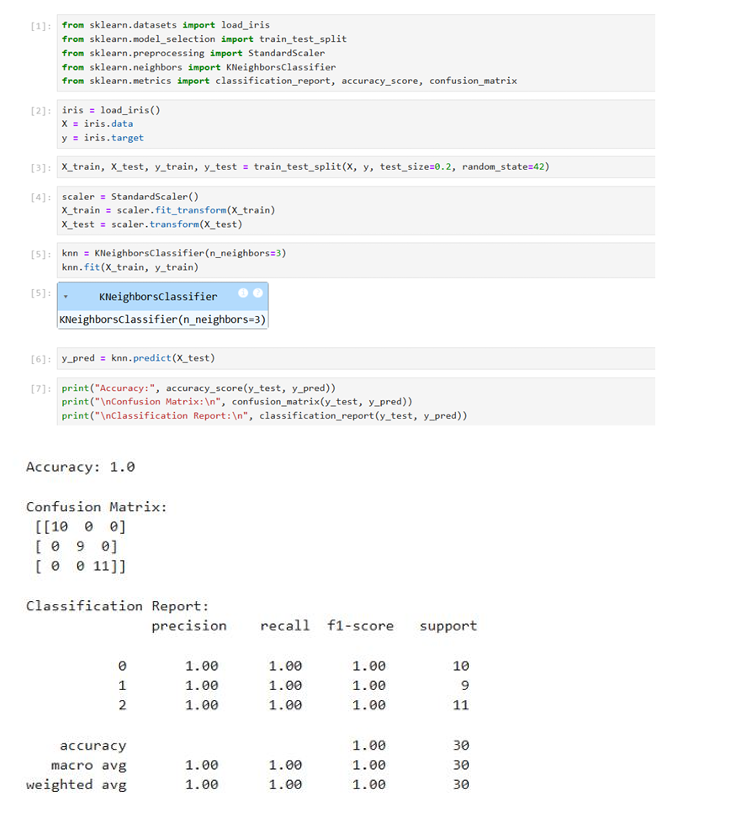 [1]: from sklearn.datasets import load_iris
from sklearn.model_selection import train_test_split
from sklearn.preprocessing import StandardScaler
from sklearn.neighbors import KNeighborsClassifier
from sklearn.metrics import classification_report, accuracy_score, confusion_matrix
[2]: iris = load_iris()
X = iris.data
y = iris.target
[3]: X_train, X_test, y_train, y_test = train_test_split(X, y, test_size=0.2, random_state=42)
[4]: scaler = StandardScaler()
X_train = scaler.fit_transform(X_train)
X_test = scaler.transform(X_test)
[5]: knn = KNeighborsClassifier(n_neighbors=3)
knn.fit(X_train, y_train)
[5]: KNeighborsClassifier
KNeighborsClassifier(n_neighbors=3)
[6]: y_pred = knn.predict(X_test)
[7]: print("Accuracy:", accuracy_score(y_test, y_pred))
print("\nConfusion Matrix:\n", confusion_matrix(y_test, y_pred))
print("\nClassification Report:\n", classification_report(y_test, y_pred))
Accuracy: 1.0
Confusion Matrix:
[[10 0 0]
[ 0 9 0]
[ 0 0 11]]
Classification Report:
precision recall f1-score support
0 1.00 1.00 1.00 10
1 1.00 1.00 1.00 9
2 1.00 1.00 1.00 11
accuracy 1.00 30
macro avg 1.00 1.00 1.00 30
weighted avg 1.00 1.00 1.00 30